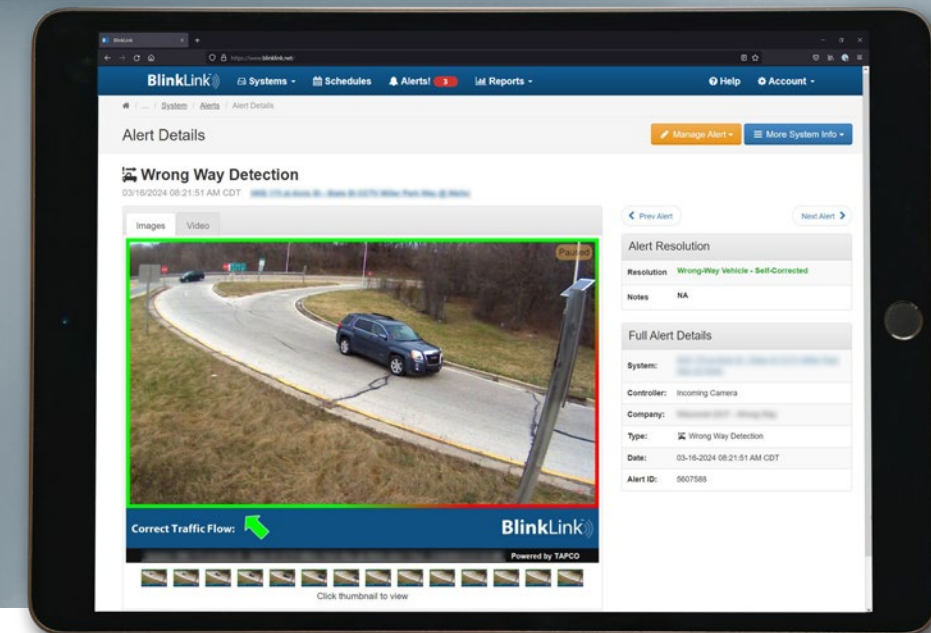 BlinkLink
https://www.blinklink.net
BlinkLink Systems Schedules Alerts! 3 Reports Help Account
... / System / Alerts / Alert Details
Alert Details
Manage Alert More System Info
Wrong Way Detection
03/16/2024 08:21:51 AM CDT
Images Video
Paused
Correct Traffic Flow:
BlinkLink
Powered by TAPCO
Click thumbnail to view
Prev Alert Next Alert
Alert Resolution
Resolution Wrong-Way Vehicle - Self-Corrected
Notes NA
Full Alert Details
System:
Controller: Incoming Camera
Company:
Type: Wrong Way Detection
Date: 03-16-2024 08:21:51 AM CDT
Alert ID: 5607588